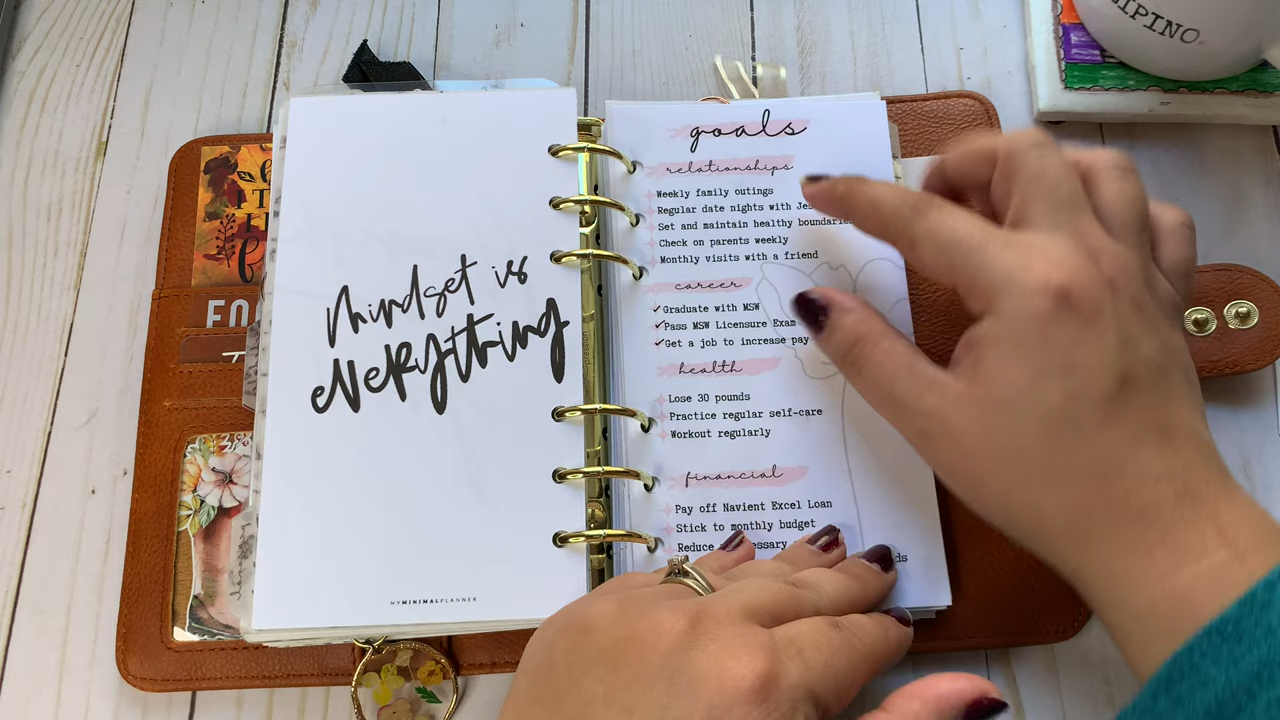 Mindset is
everything
MYMINIMALPLANNER
goals
relationships
Weekly family outings
Regular date nights with
Set and maintain healthy boundaries
Check on parents weekly
Monthly visits with a friend
career
Graduate with MSW
Pass MSW Licensure Exam
Get a job to increase pay
health
Lose 30 pounds
Practice regular self-care
Workout regularly
financial
Pay off Navient Excel Loan
Stick to monthly budget
Reduce